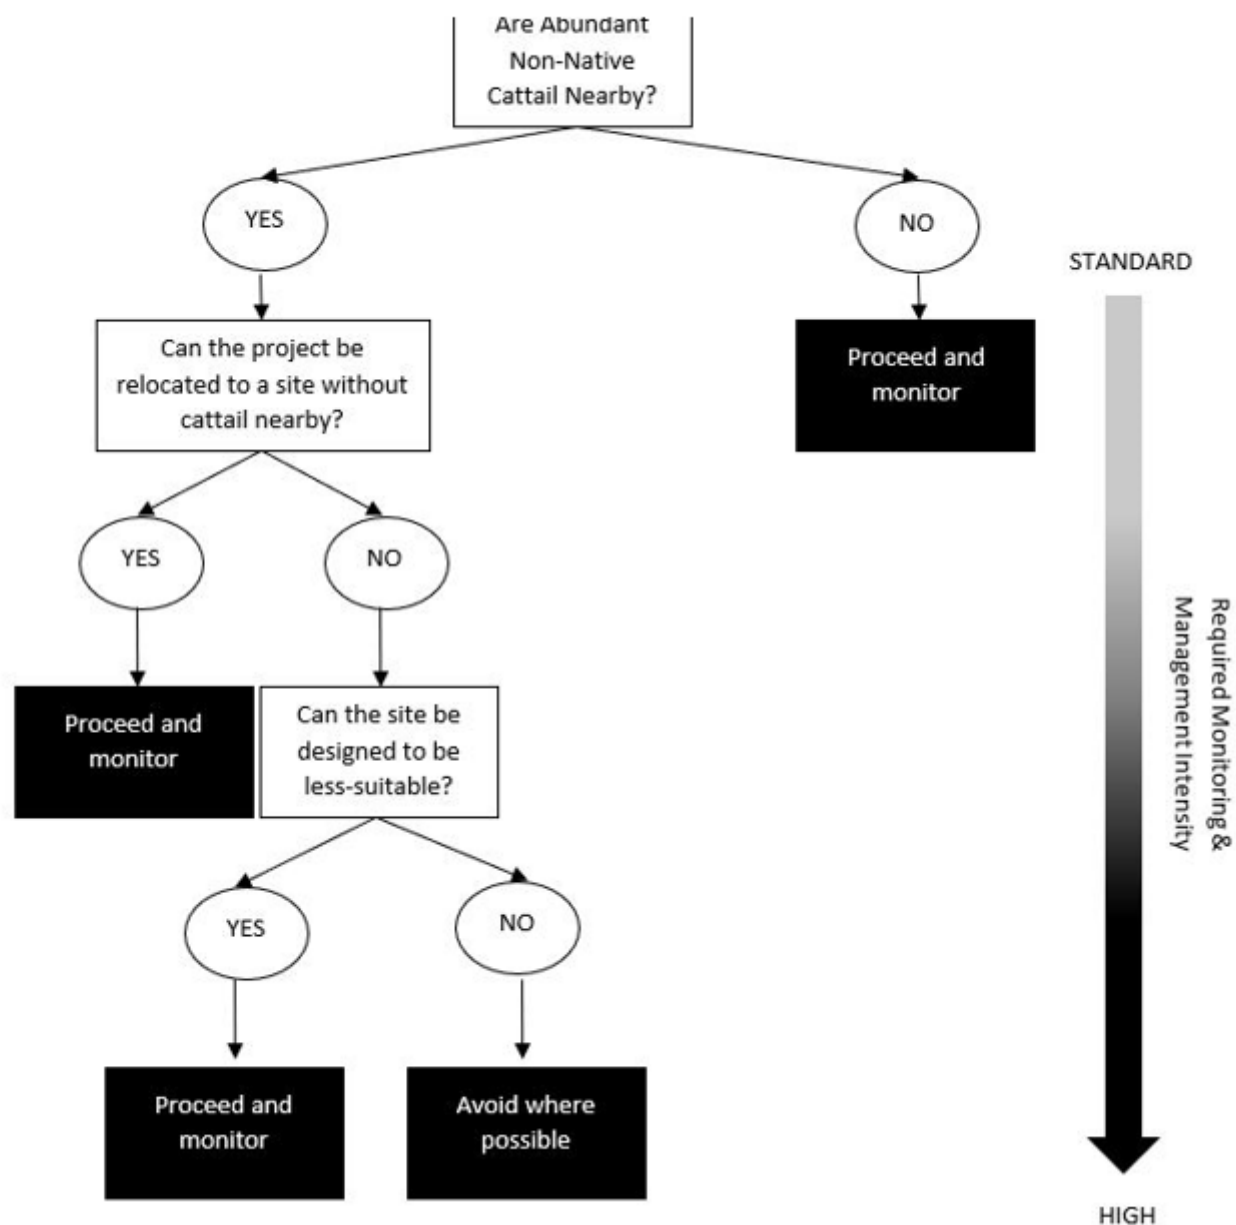 Are Abundant
Non-Native
Cattail Nearby?
YES
NO
STANDARD
Can the project be
relocated to a site without
cattail nearby?
Proceed and
monitor
YES
NO
Required Monitoring &
Management Intensity
Proceed and
monitor
Can the site be
designed to be
less-suitable?
YES
NO
Proceed and
monitor
Avoid where
possible
HIGH